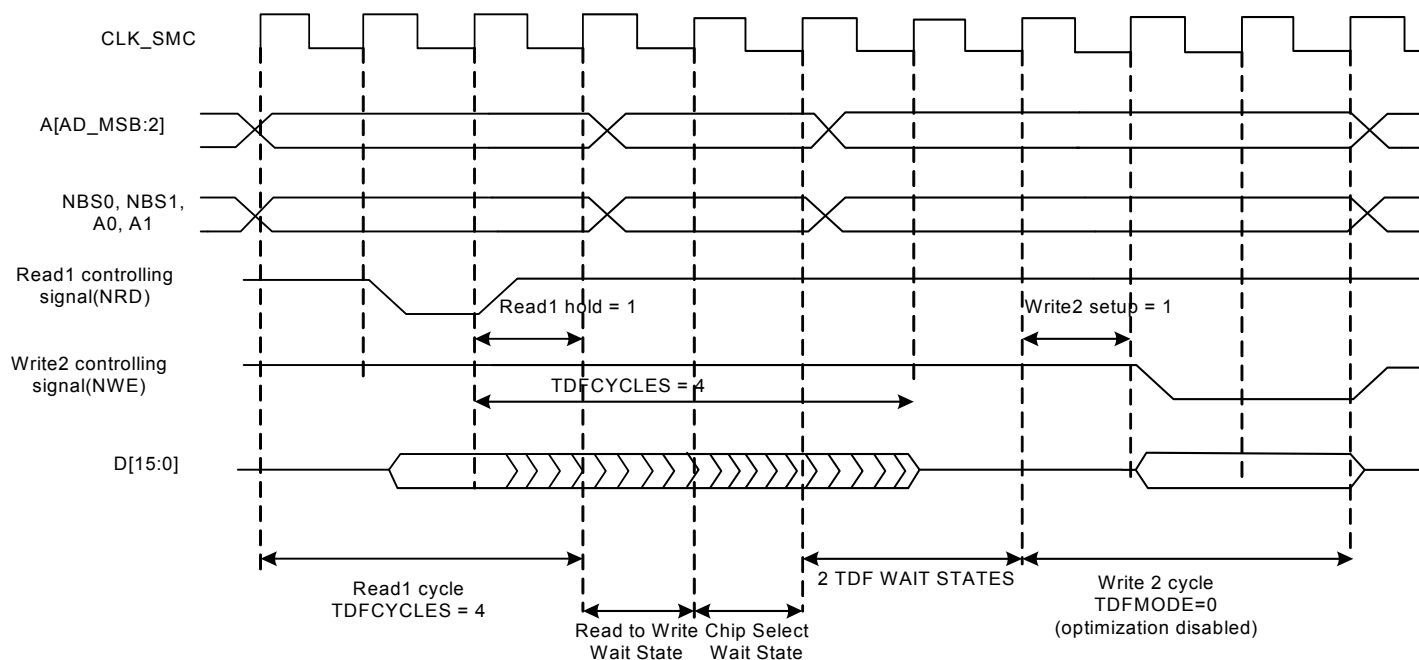 CLK_SMC
A[AD_MSB:2]
NBS0, NBS1,
A0, A1
Read1 controlling
signal(NRD)
Read1 hold = 1
Write2 setup = 1
Write2 controlling
signal(NWE)
TDFCYCLES = 4
D[15:0]
Read1 cycle
TDFCYCLES = 4
Read to Write
Wait State
Chip Select
Wait State
2 TDF WAIT STATES
Write 2 cycle
TDFMODE=0
(optimization disabled)